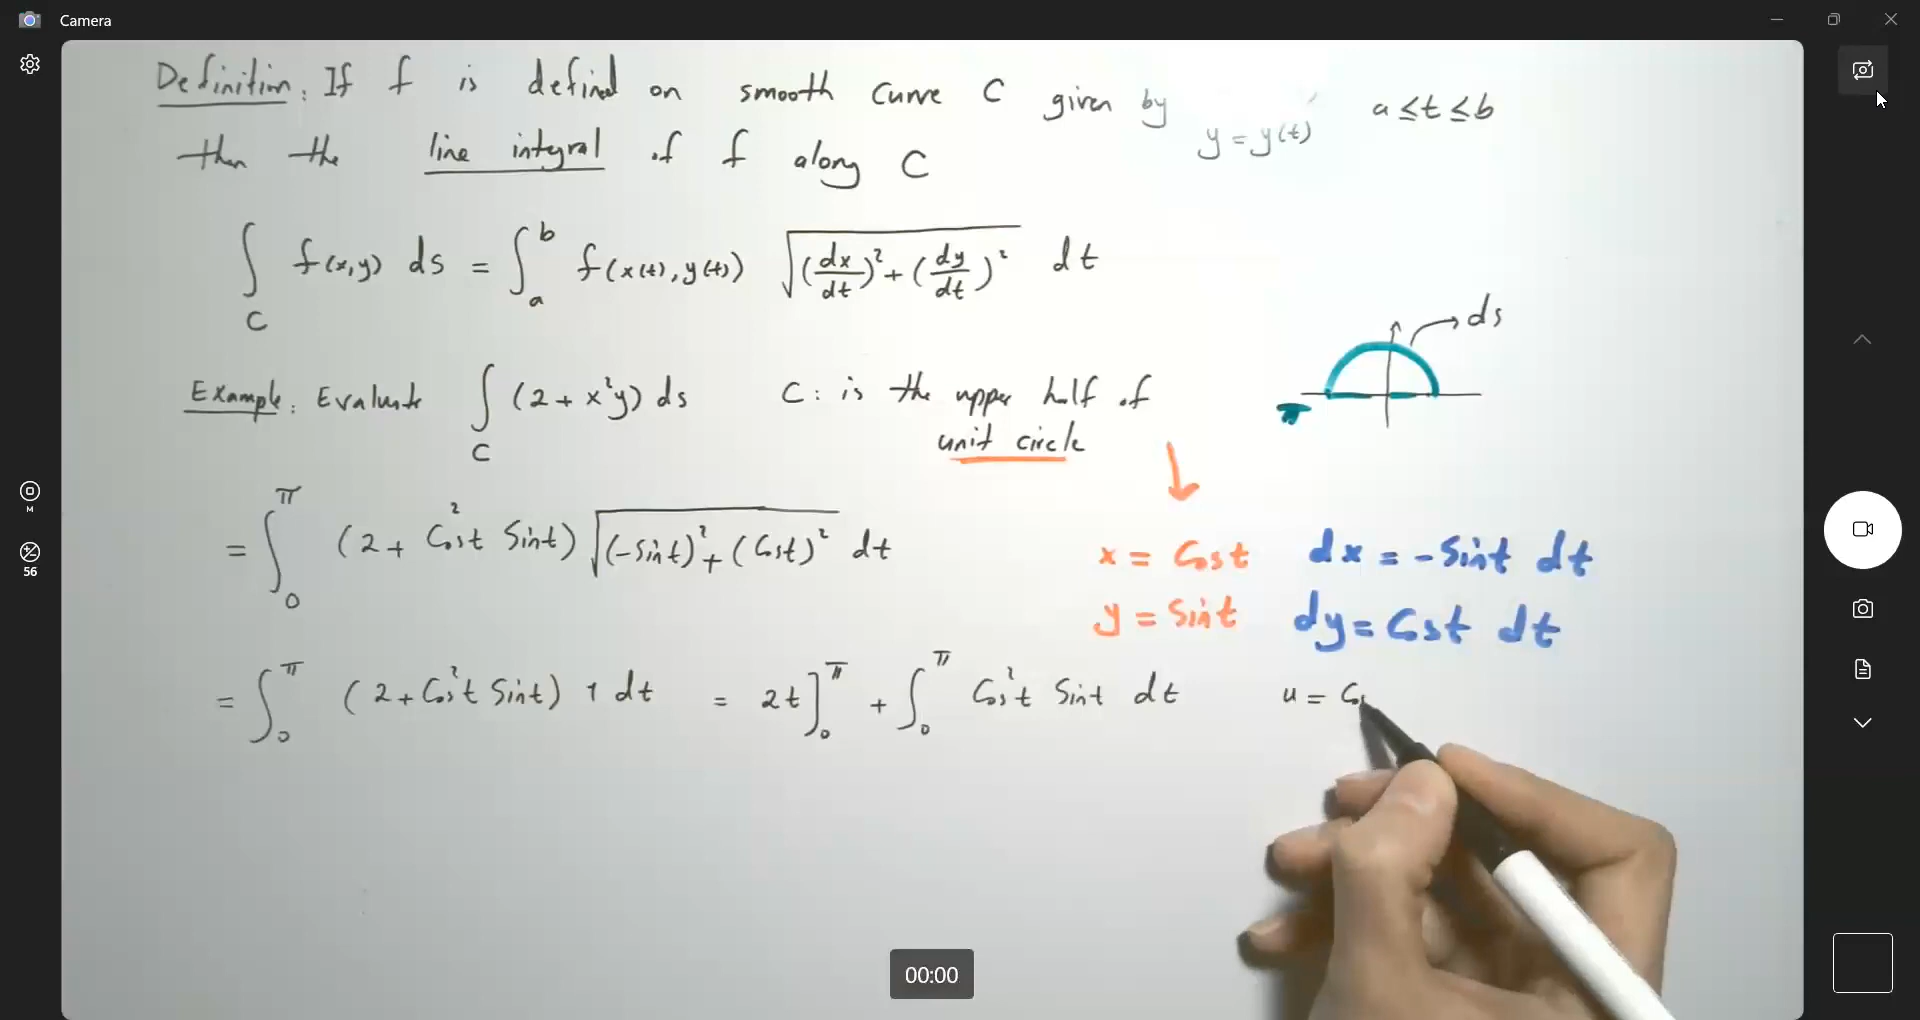 Camera
Definition: If f is defined on smooth curve C given by y = y(t) a ≤ t ≤ b
then the line integral of f along C
∫_C f(x,y) ds = ∫_a^b f(x(t), y(t)) √((dx/dt)² + (dy/dt)²) dt
ds
Example: Evaluate ∫_C (2 + x²y) ds C: is the upper half of
unit circle
π
= ∫_0^π (2 + Cos²t Sint) √((-Sint)² + (Cost)²) dt
x = Cost dx = -Sint dt
y = Sint dy = Cost dt
= ∫_0^π (2 + Cos²t Sint) 1 dt = 2t]_0^π + ∫_0^π Cos²t Sint dt u = Cos
M
56
00:00